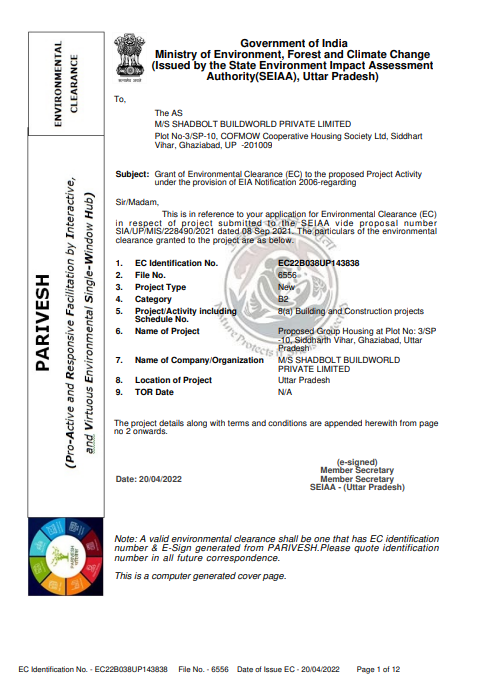 ENVIRONMENTAL
CLEARANCE
PARIVESH
(Pro-Active and Responsive Facilitation by Interactive,
and Virtuous Environmental Single-Window Hub)
Government of India
Ministry of Environment, Forest and Climate Change
(Issued by the State Environment Impact Assessment
Authority(SEIAA), Uttar Pradesh)
To,
The AS
M/S SHADBOLT BUILDWORLD PRIVATE LIMITED
Plot No-3/SP-10, COFMOW Cooperative Housing Society Ltd, Siddhart
Vihar, Ghaziabad, UP -201009
Subject: Grant of Environmental Clearance (EC) to the proposed Project Activity
under the provision of EIA Notification 2006-regarding
Sir/Madam,
This is in reference to your application for Environmental Clearance (EC)
in respect of project submitted to the SEIAA vide proposal number
SIA/UP/MIS/228490/2021 dated 08 Sep 2021. The particulars of the environmental
clearance granted to the project are as below.
1. EC Identification No. EC22B038UP143838
2. File No. 6556
3. Project Type New
4. Category B2
5. Project/Activity including 8(a) Building and Construction projects
Schedule No.
6. Name of Project Proposed Group Housing at Plot No: 3/SP
-10, Siddharth Vihar, Ghaziabad, Uttar
Pradesh
7. Name of Company/Organization M/S SHADBOLT BUILDWORLD
PRIVATE LIMITED
8. Location of Project Uttar Pradesh
9. TOR Date N/A
The project details along with terms and conditions are appended herewith from page
no 2 onwards.
(e-signed)
Member Secretary
Date: 20/04/2022 Member Secretary
SEIAA - (Uttar Pradesh)
Note: A valid environmental clearance shall be one that has EC identification
number & E-Sign generated from PARIVESH.Please quote identification
number in all future correspondence.
This is a computer generated cover page.
EC Identification No. - EC22B038UP143838 File No. - 6556 Date of Issue EC - 20/04/2022 Page 1 of 12